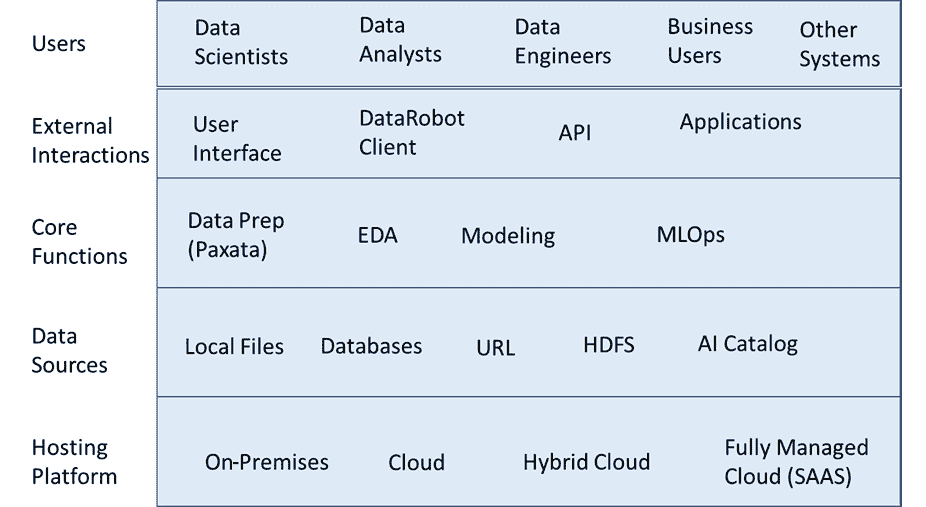 Users
Data
Scientists
Data
Analysts
Data
Engineers
Business
Users
Other
Systems
External
Interactions
User
Interface
DataRobot
Client
API
Applications
Core
Functions
Data Prep
(Paxata)
EDA
Modeling
MLOps
Data
Sources
Local Files
Databases
URL
HDFS
AI Catalog
Hosting
Platform
On-Premises
Cloud
Hybrid Cloud
Fully Managed
Cloud (SAAS)